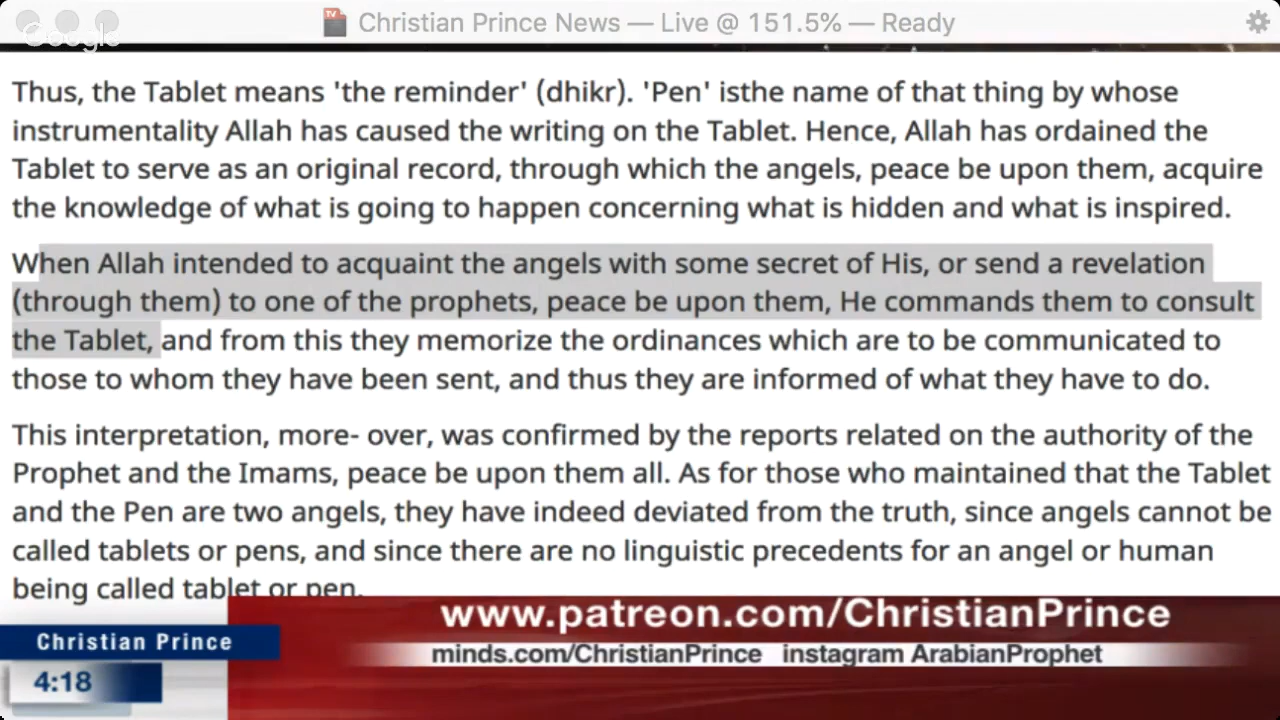 Christian Prince News — Live @ 151.5% — Ready
Google
Thus, the Tablet means 'the reminder' (dhikr). 'Pen' isthe name of that thing by whose
instrumentality Allah has caused the writing on the Tablet. Hence, Allah has ordained the
Tablet to serve as an original record, through which the angels, peace be upon them, acquire
the knowledge of what is going to happen concerning what is hidden and what is inspired.
When Allah intended to acquaint the angels with some secret of His, or send a revelation
(through them) to one of the prophets, peace be upon them, He commands them to consult
the Tablet, and from this they memorize the ordinances which are to be communicated to
those to whom they have been sent, and thus they are informed of what they have to do.
This interpretation, more- over, was confirmed by the reports related on the authority of the
Prophet and the Imams, peace be upon them all. As for those who maintained that the Tablet
and the Pen are two angels, they have indeed deviated from the truth, since angels cannot be
called tablets or pens, and since there are no linguistic precedents for an angel or human
being called tablet or pen.
www.patreon.com/ChristianPrince
Christian Prince
minds.com/ChristianPrince instagram ArabianProphet
4:18